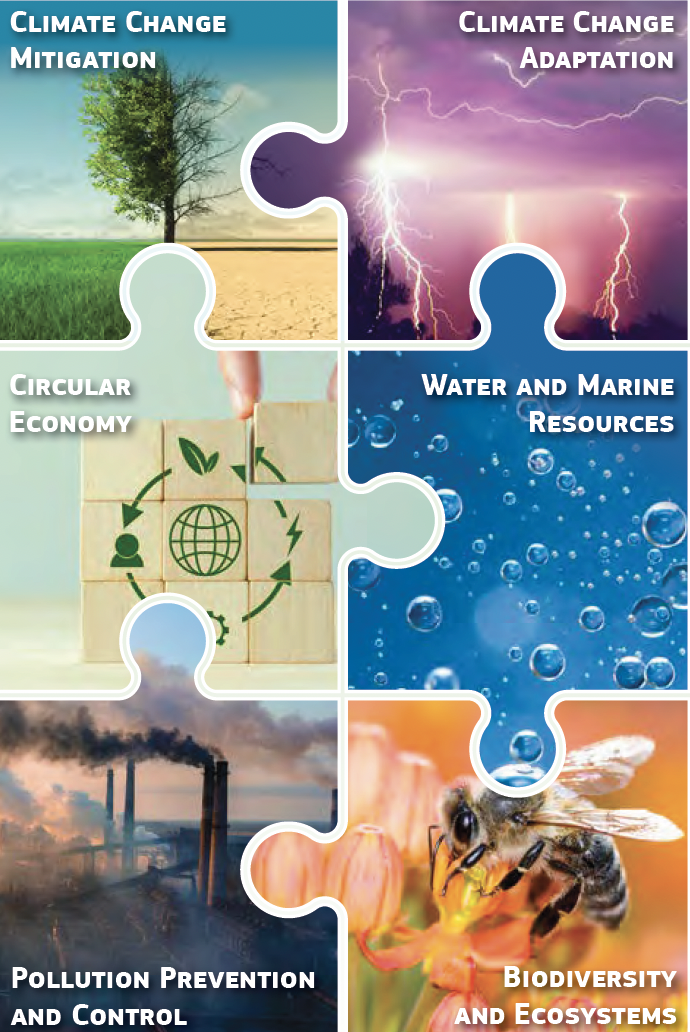 Climate Change
Mitigation
Climate Change
Adaptation
Circular
Economy
Water and Marine
Resources
Pollution Prevention
and Control
Biodiversity
and Ecosystems